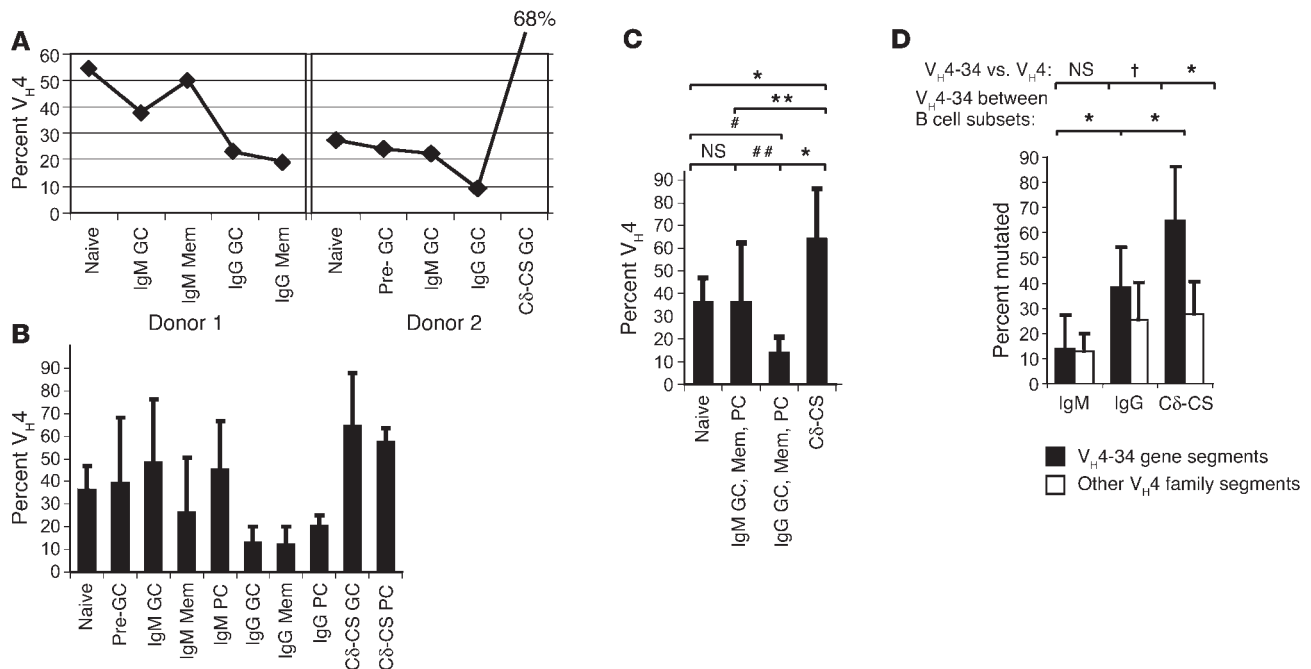 A
68%
Percent VH4
60
50
40
30
20
10
0
Naive
IgM GC
IgM Mem
IgG GC
IgG Mem
Donor 1
Naive
Pre- GC
IgM GC
IgG GC
Cδ-CS GC
Donor 2
B
Percent VH4
90
80
70
60
50
40
30
20
10
0
Naive
Pre-GC
IgM GC
IgM Mem
IgM PC
IgG GC
IgG Mem
IgG PC
Cδ-CS GC
Cδ-CS PC
C
*
**
#
NS ## *
Percent VH4
90
80
70
60
50
40
30
20
10
0
Naive
IgM GC, Mem, PC
IgG GC, Mem, PC
Cδ-CS
D
VH4-34 vs. VH4: NS † *
VH4-34 between
B cell subsets: * *
Percent mutated
90
80
70
60
50
40
30
20
10
0
IgM IgG Cδ-CS
VH4-34 gene segments
Other VH4 family segments